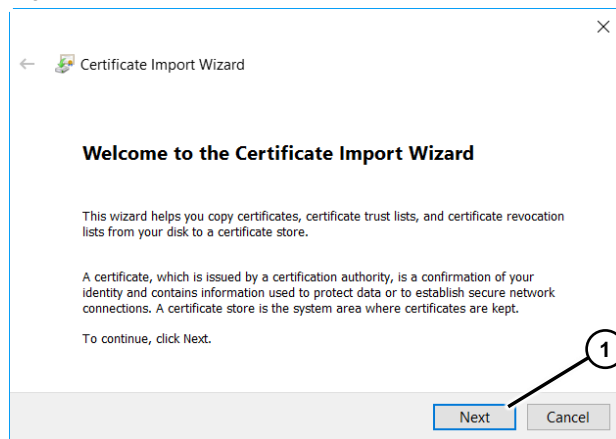 Certificate Import Wizard
Welcome to the Certificate Import Wizard
This wizard helps you copy certificates, certificate trust lists, and certificate revocation
lists from your disk to a certificate store.
A certificate, which is issued by a certification authority, is a confirmation of your
identity and contains information used to protect data or to establish secure network
connections. A certificate store is the system area where certificates are kept.
To continue, click Next.
1
Next Cancel